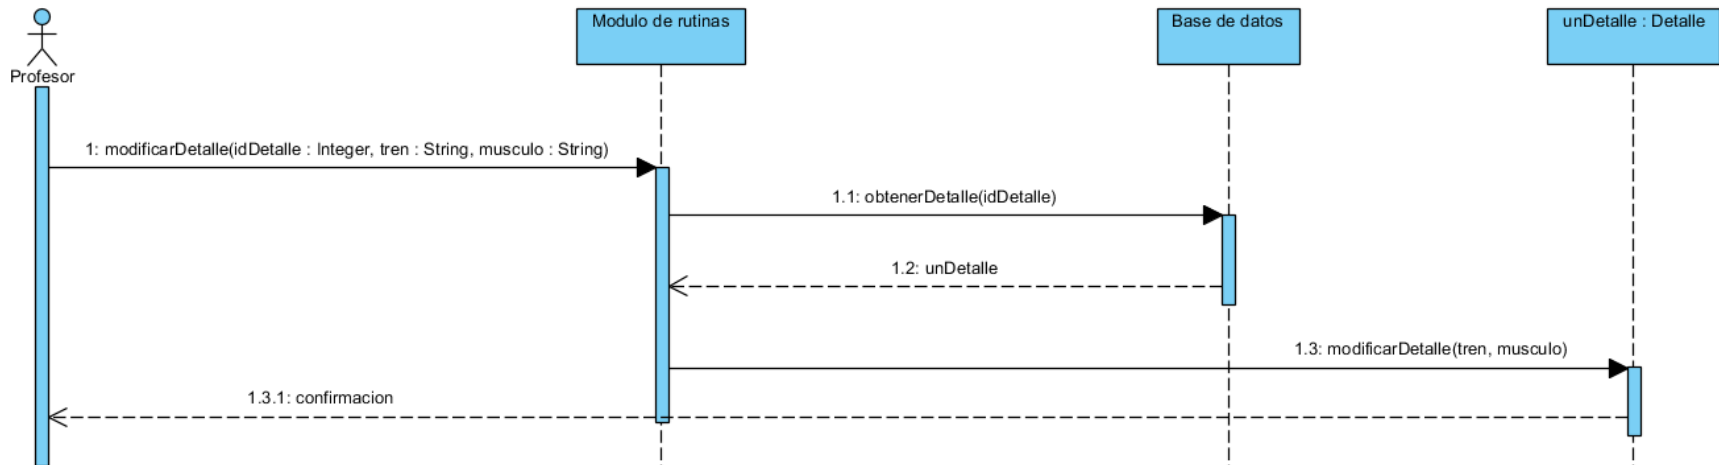 Profesor
Modulo de rutinas
Base de datos
unDetalle : Detalle
1: modificarDetalle(idDetalle : Integer, tren : String, musculo : String)
1.1: obtenerDetalle(idDetalle)
1.2: unDetalle
1.3: modificarDetalle(tren, musculo)
1.3.1: confirmacion